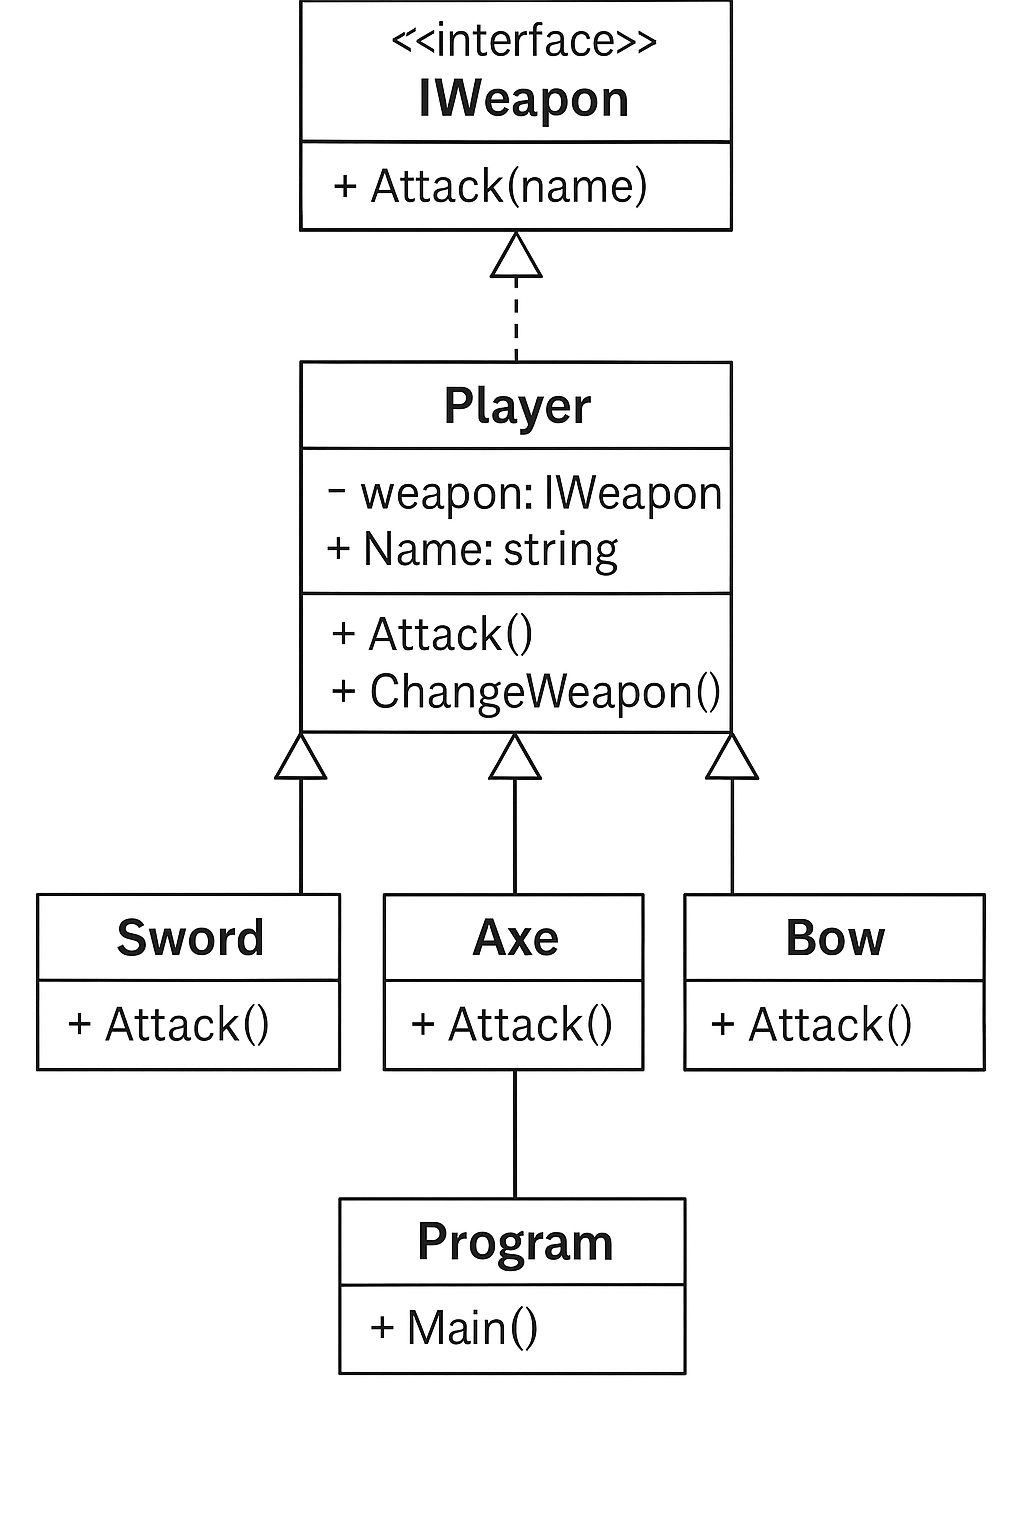 <<interface>>
IWeapon
+ Attack(name)
Player
- weapon: IWeapon
+ Name: string
+ Attack()
+ ChangeWeapon()
Sword
+ Attack()
Axe
+ Attack()
Bow
+ Attack()
Program
+ Main()